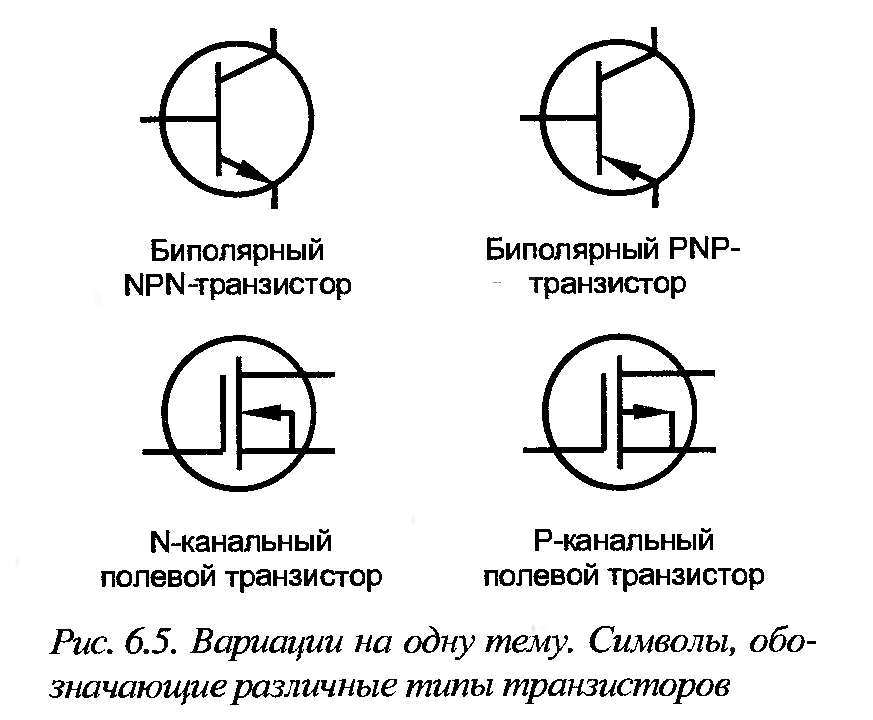 Биполярный
NPN-транзистор
Биполярный PNP-
транзистор
N-канальный
полевой транзистор
P-канальный
полевой транзистор
Рис. 6.5. Вариации на одну тему. Символы, обо-
значающие различные типы транзисторов